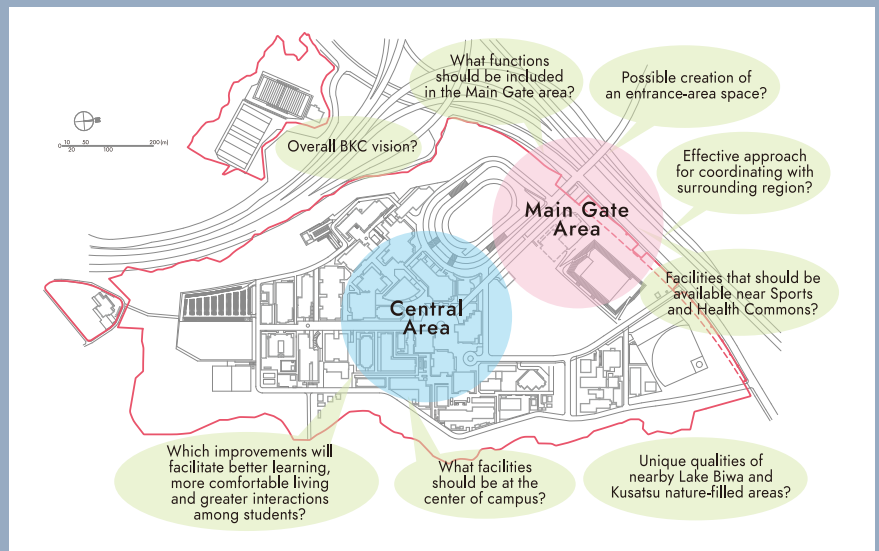 What functions
should be included
in the Main Gate area?
Possible creation of
an entrance-area space?
Overall BKC vision?
Effective approach
for coordinating with
surrounding region?
Main Gate
Area
Facilities that should be
available near Sports
and Health Commons?
Central
Area
Which improvements will
facilitate better learning,
more comfortable living
and greater interactions
among students?
What facilities
should be at the
center of campus?
Unique qualities of
nearby Lake Biwa and
Kusatsu nature-filled areas?
N
10 50 200 (m)
0 20 100